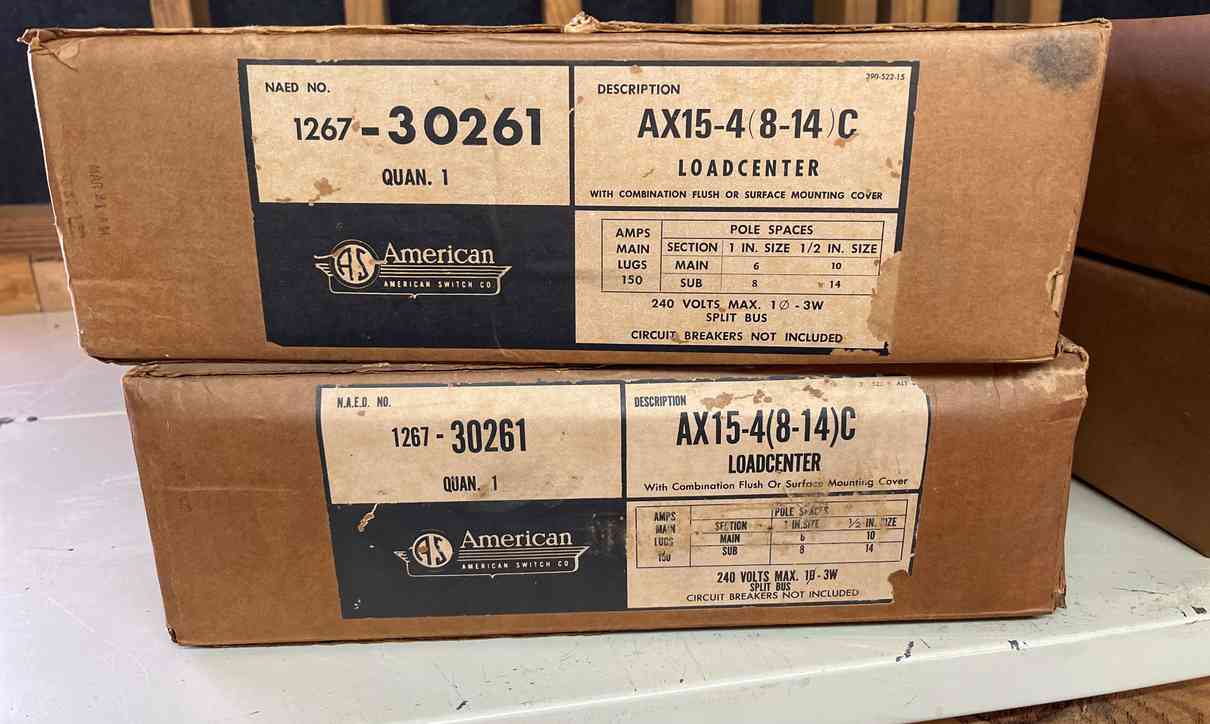 NAED NO.
1267-30261
QUAN. 1
DESCRIPTION
390-522-15
AX15-4(8-14)C
LOADCENTER
WITH COMBINATION FLUSH OR SURFACE MOUNTING COVER
AS American
AMERICAN SWITCH CO
AMPS MAIN LUGS 150
POLE SPACES
SECTION 1 IN. SIZE 1/2 IN. SIZE
MAIN 6 10
SUB 8 14
240 VOLTS MAX. 1Ø-3W
SPLIT BUS
CIRCUIT BREAKERS NOT INCLUDED
N.A.E.D. NO.
1267-30261
QUAN. 1
DESCRIPTION
AX15-4(8-14)C
LOADCENTER
With Combination Flush Or Surface Mounting Cover
AS American
AMERICAN SWITCH CO
AMPS MAIN LUGS 150
POLE SPACES
SECTION 1 IN. SIZE 1/2 IN. SIZE
MAIN 6 10
SUB 8 14
240 VOLTS MAX. 1Ø-3W
SPLIT BUS
CIRCUIT BREAKERS NOT INCLUDED